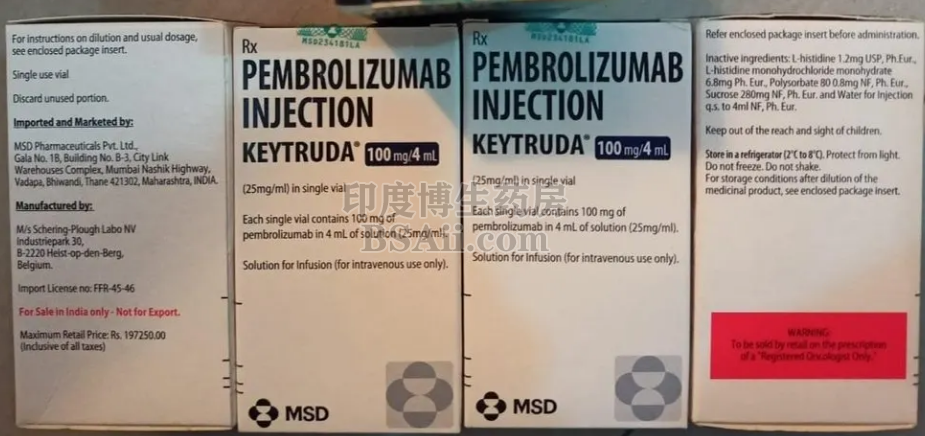 For instructions on dilution and usual dosage,
see enclosed package insert.
Single use vial
Discard unused portion.
Imported and Marketed by:
MSD Pharmaceuticals Pvt. Ltd.,
Gala No. 1B, Building No. B-3, City Link
Warehouses Complex, Mumbai Nashik Highway,
Vadapa, Bhiwandi, Thane 421302, Maharashtra, INDIA.
Manufactured by:
M/s Schering-Plough Labo NV
Industriepark 30,
B-2220 Heist-op-den-Berg,
Belgium.
Import License no: FFR-45-46
For Sale in India only - Not for Export.
Maximum Retail Price: Rs. 197250.00
(Inclusive of all taxes)
MSD234181LA
Rx
PEMBROLIZUMAB
INJECTION
KEYTRUDA® 100 mg/4 mL
(25mg/ml) in single vial
Each single vial contains 100 mg of
pembrolizumab in 4 mL of solution (25mg/ml).
Solution for Infusion (for intravenous use only).
MSD
Rx
PEMBROLIZUMAB
INJECTION
KEYTRUDA® 100 mg/4 mL
(25mg/ml) in single vial
Each single vial contains 100 mg of
pembrolizumab in 4 mL of solution (25mg/ml).
Solution for Infusion (for intravenous use only).
MSD
Refer enclosed package insert before administration.
Inactive ingredients: L-histidine 1.2mg USP, Ph.Eur.,
L-histidine monohydrochloride monohydrate
6.8mg Ph. Eur., Polysorbate 80 0.8mg NF, Ph. Eur.,
Sucrose 280mg NF, Ph. Eur. and Water for Injection
q.s. to 4ml NF, Ph. Eur.
Keep out of the reach and sight of children.
Store in a refrigerator (2°C to 8°C). Protect from light.
Do not freeze. Do not shake.
For storage conditions after dilution of the
medicinal product, see enclosed package insert.
WARNING:
To be sold by retail on the prescription
of a "Registered Oncologist Only."
印度博生药房
BSAii.com